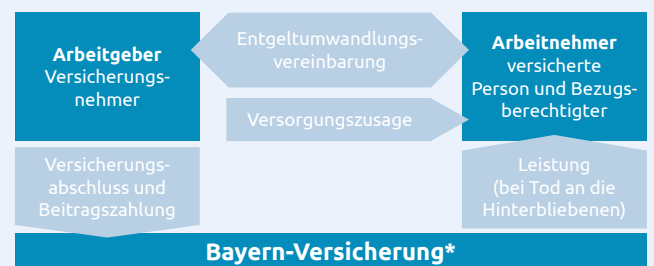 Arbeitgeber
Versicherungs-
nehmer
Entgeltumwandlungs-
vereinbarung
Versorgungszusage
Arbeitnehmer
versicherte
Person und Bezugs-
berechtigter
Versicherungs-
abschluss und
Beitragszahlung
Leistung
(bei Tod an die
Hinterbliebenen)
Bayern-Versicherung*